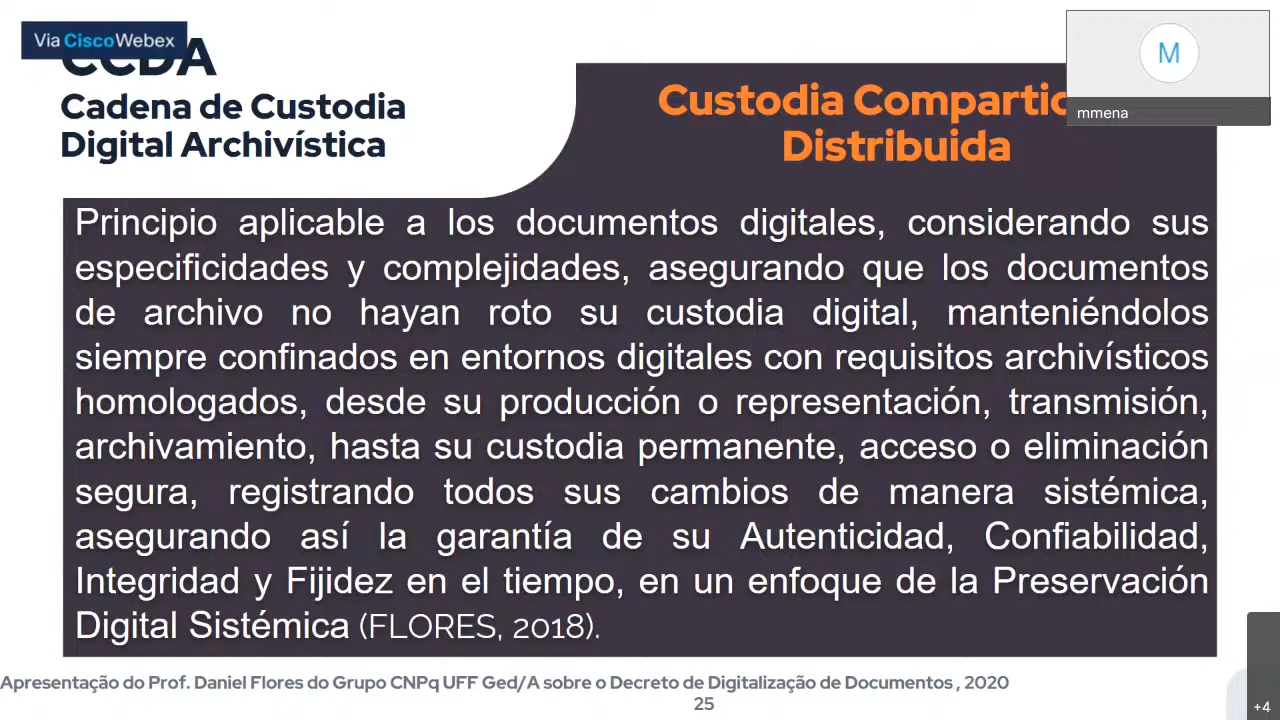 Vía CiscoWebex
CCDA
Cadena de Custodia
Digital Archivística
Custodia
Distribuida
M
mmena
Principio aplicable a los documentos digitales, considerando sus
especificidades y complejidades, asegurando que los documentos
de archivo no hayan roto su custodia digital, manteniéndolos
siempre confinados en entornos digitales con requisitos archivísticos
homologados, desde su producción o representación, transmisión,
archivamiento, hasta su custodia permanente, acceso o eliminación
segura, registrando todos sus cambios de manera sistémica,
asegurando así la garantía de su Autenticidad, Confiabilidad,
Integridad y Fijidez en el tiempo, en un enfoque de la Preservación
Digital Sistémica (FLORES, 2018).
Apresentação do Prof. Daniel Flores do Grupo CNPq UFF Ged/A sobre o Decreto de Digitalização de Documentos , 2020
25
+4